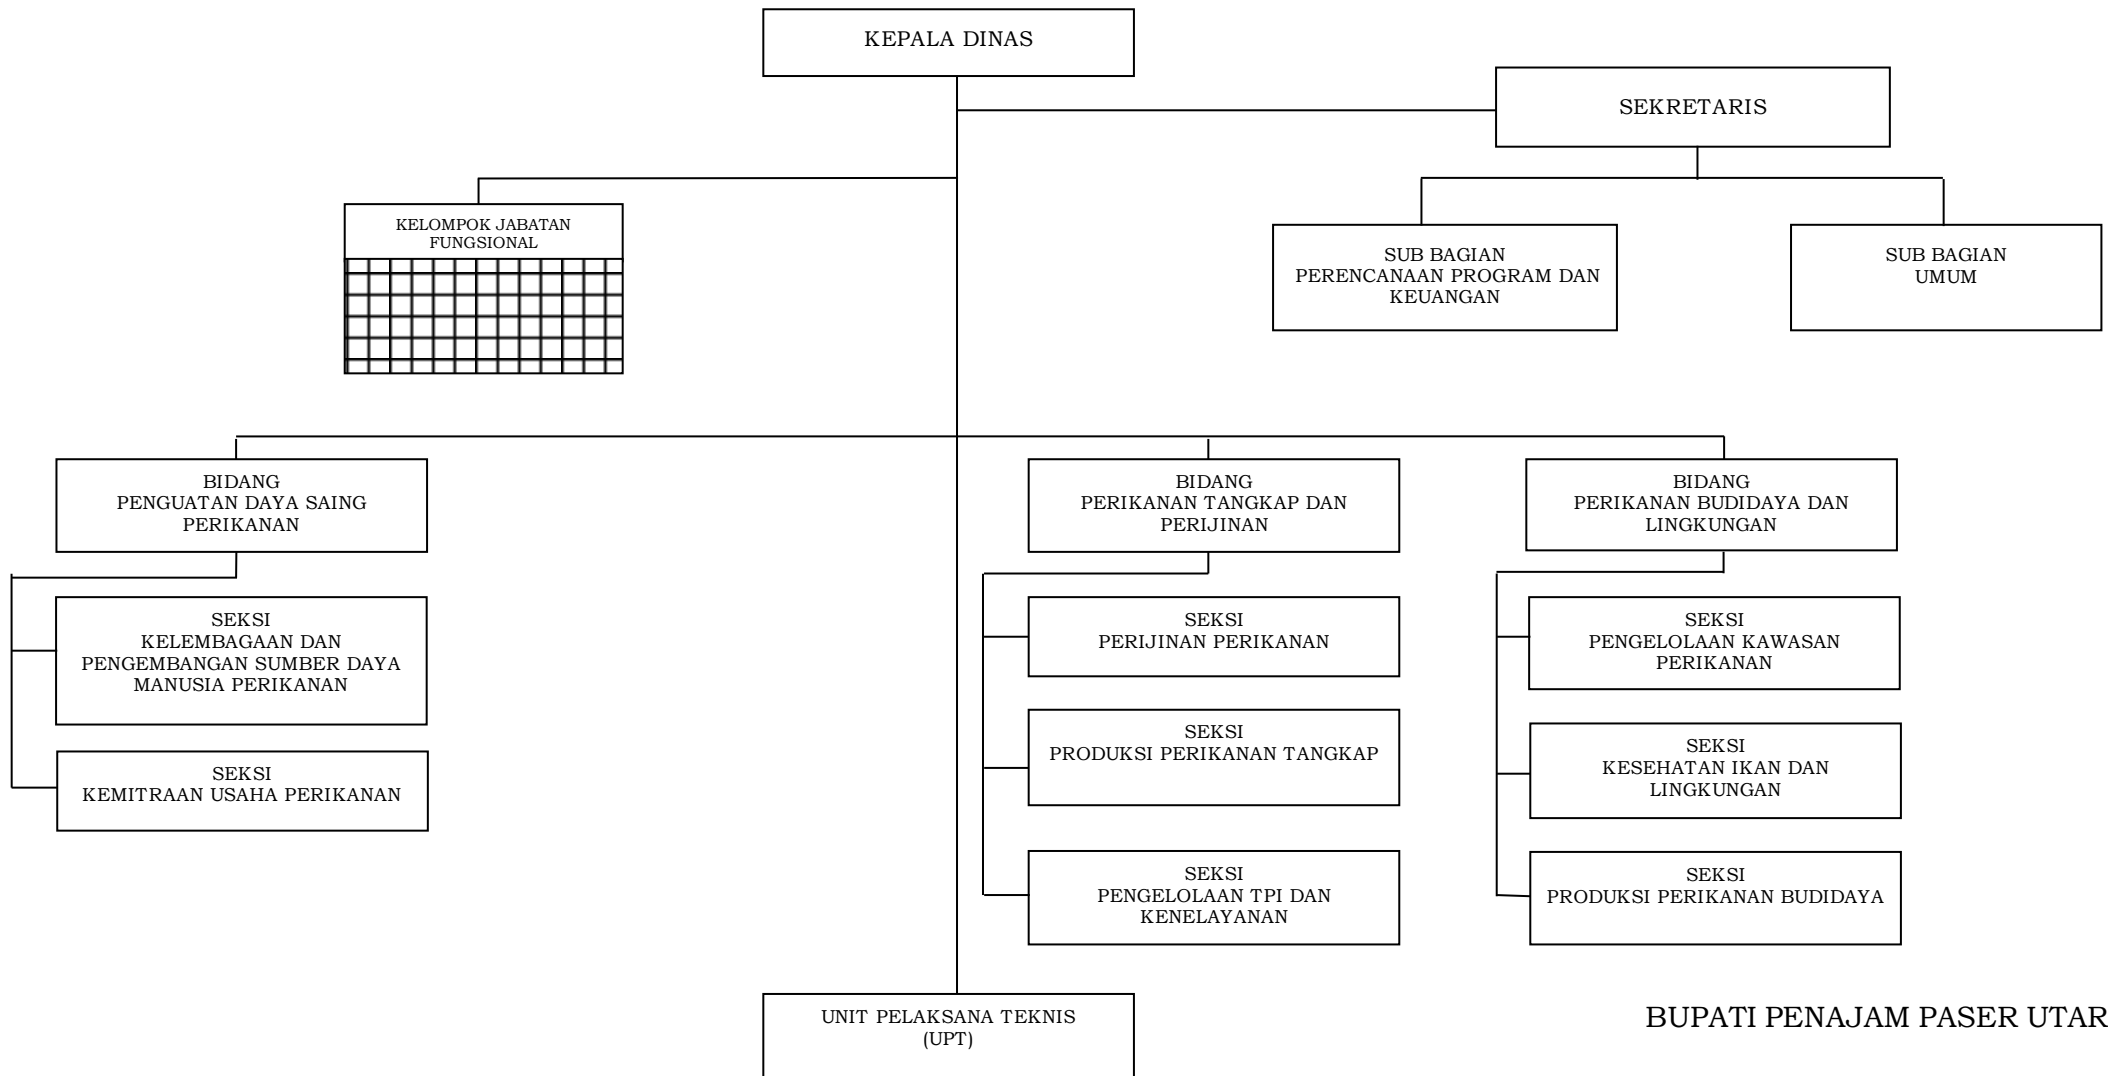 KEPALA DINAS
SEKRETARIS
KELOMPOK JABATAN
FUNGSIONAL
SUB BAGIAN
PERENCANAAN PROGRAM DAN
KEUANGAN
SUB BAGIAN
UMUM
BIDANG
PENGUATAN DAYA SAING
PERIKANAN
BIDANG
PERIKANAN TANGKAP DAN
PERIJINAN
BIDANG
PERIKANAN BUDIDAYA DAN
LINGKUNGAN
SEKSI
KELEMBAGAAN DAN
PENGEMBANGAN SUMBER DAYA
MANUSIA PERIKANAN
SEKSI
KEMITRAAN USAHA PERIKANAN
SEKSI
PERIJINAN PERIKANAN
SEKSI
PRODUKSI PERIKANAN TANGKAP
SEKSI
PENGELOLAAN TPI DAN
KENELAYANAN
SEKSI
PENGELOLAAN KAWASAN
PERIKANAN
SEKSI
KESEHATAN IKAN DAN
LINGKUNGAN
SEKSI
PRODUKSI PERIKANAN BUDIDAYA
UNIT PELAKSANA TEKNIS
(UPT)
BUPATI PENAJAM PASER UTAR